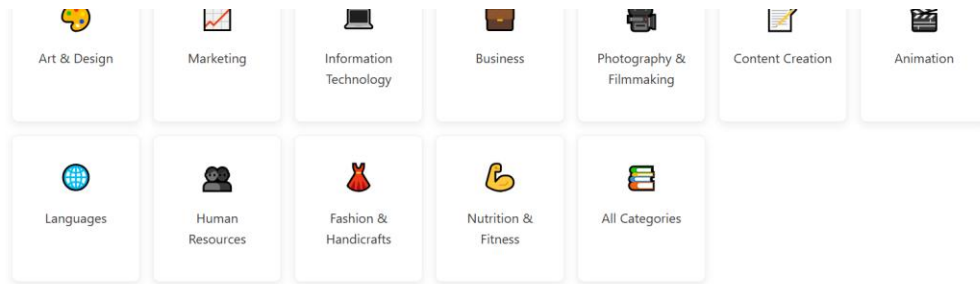 Art & Design
Marketing
Information
Technology
Business
Photography &
Filmmaking
Content Creation
Animation
Languages
Human
Resources
Fashion &
Handicrafts
Nutrition &
Fitness
All Categories